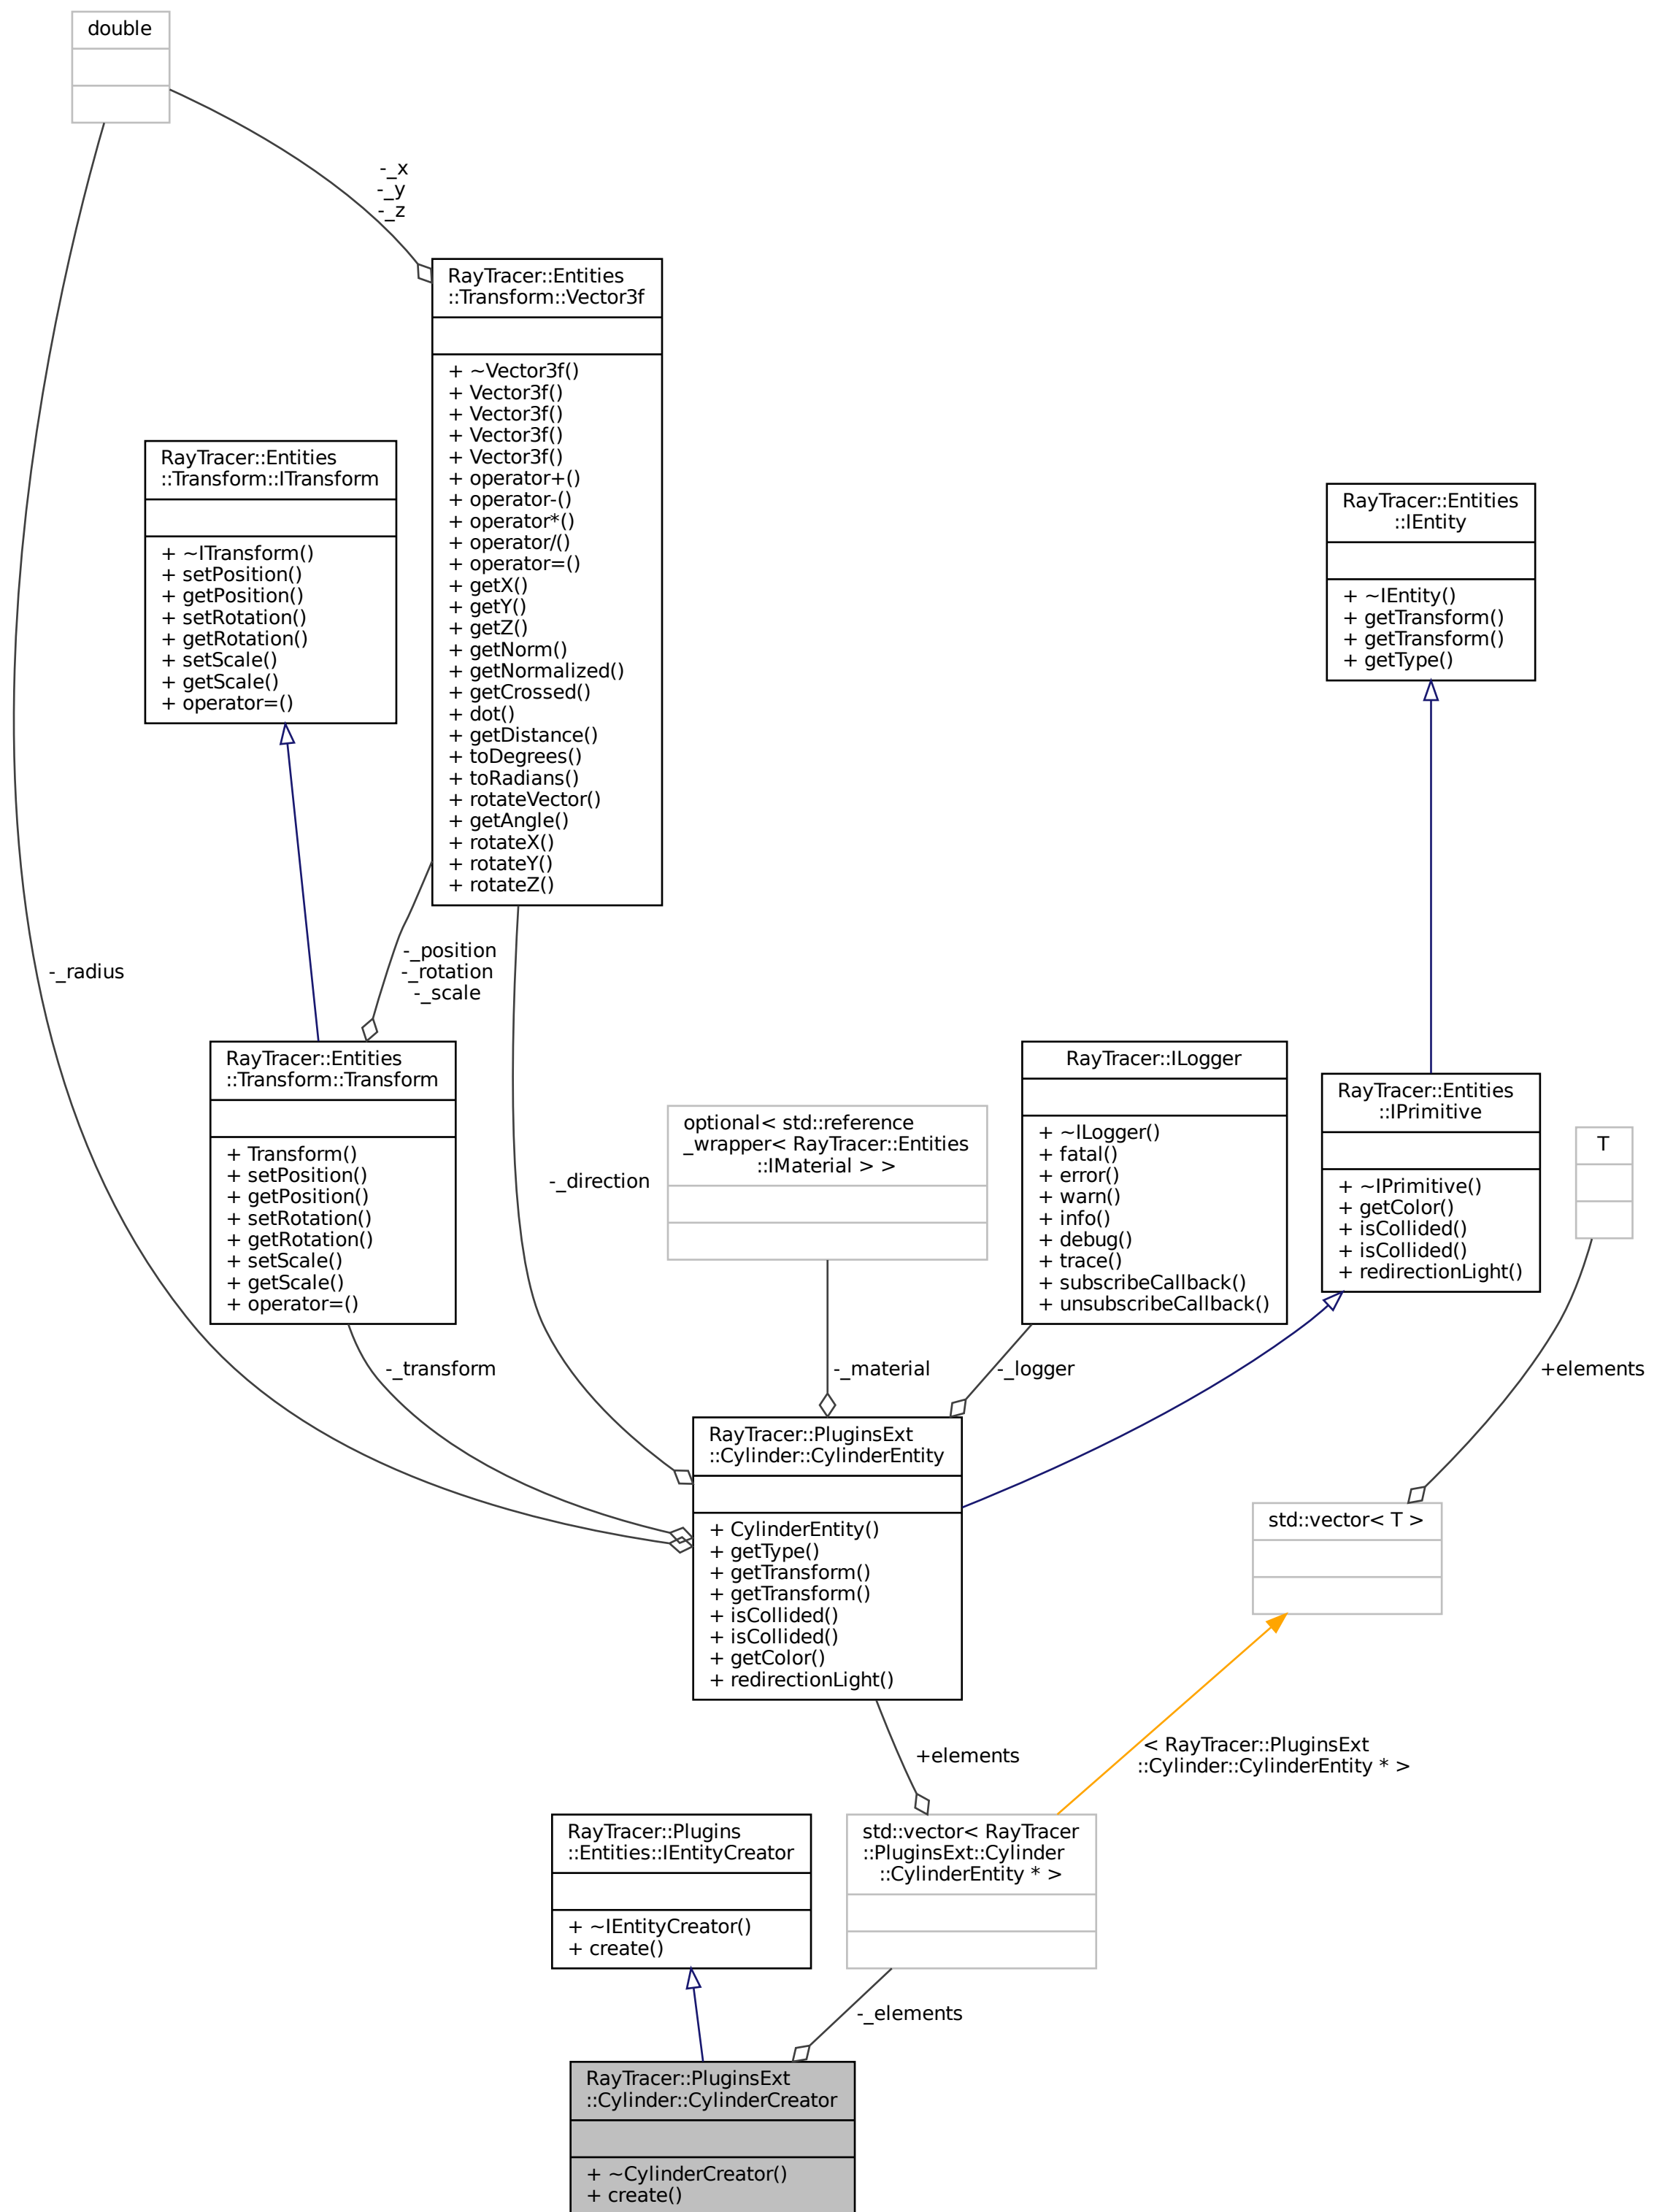 double
-_x
-_y
-_z
RayTracer::Entities
::Transform::Vector3f
+ ~Vector3f()
+ Vector3f()
+ Vector3f()
+ Vector3f()
+ Vector3f()
+ operator+()
+ operator-()
+ operator*()
+ operator/()
+ operator=()
+ getX()
+ getY()
+ getZ()
+ getNorm()
+ getNormalized()
+ getCrossed()
+ dot()
+ getDistance()
+ toDegrees()
+ toRadians()
+ rotateVector()
+ getAngle()
+ rotateX()
+ rotateY()
+ rotateZ()
RayTracer::Entities
::Transform::ITransform
+ ~ITransform()
+ setPosition()
+ getPosition()
+ setRotation()
+ getRotation()
+ setScale()
+ getScale()
+ operator=()
RayTracer::Entities
::IEntity
+ ~IEntity()
+ getTransform()
+ getTransform()
+ getType()
-_radius
-_position
-_rotation
-_scale
RayTracer::Entities
::Transform::Transform
+ Transform()
+ setPosition()
+ getPosition()
+ setRotation()
+ getRotation()
+ setScale()
+ getScale()
+ operator=()
-_direction
optional< std::reference
_wrapper< RayTracer::Entities
::IMaterial > >
RayTracer::ILogger
+ ~ILogger()
+ fatal()
+ error()
+ warn()
+ info()
+ debug()
+ trace()
+ subscribeCallback()
+ unsubscribeCallback()
RayTracer::Entities
::IPrimitive
+ ~IPrimitive()
+ getColor()
+ isCollided()
+ isCollided()
+ redirectionLight()
T
-_transform
-_material
-_logger
+elements
RayTracer::PluginsExt
::Cylinder::CylinderEntity
+ CylinderEntity()
+ getType()
+ getTransform()
+ getTransform()
+ isCollided()
+ isCollided()
+ getColor()
+ redirectionLight()
std::vector< T >
+elements
< RayTracer::PluginsExt
::Cylinder::CylinderEntity * >
RayTracer::Plugins
::Entities::IEntityCreator
+ ~IEntityCreator()
+ create()
std::vector< RayTracer
::PluginsExt::Cylinder
::CylinderEntity * >
-_elements
RayTracer::PluginsExt
::Cylinder::CylinderCreator
+ ~CylinderCreator()
+ create()